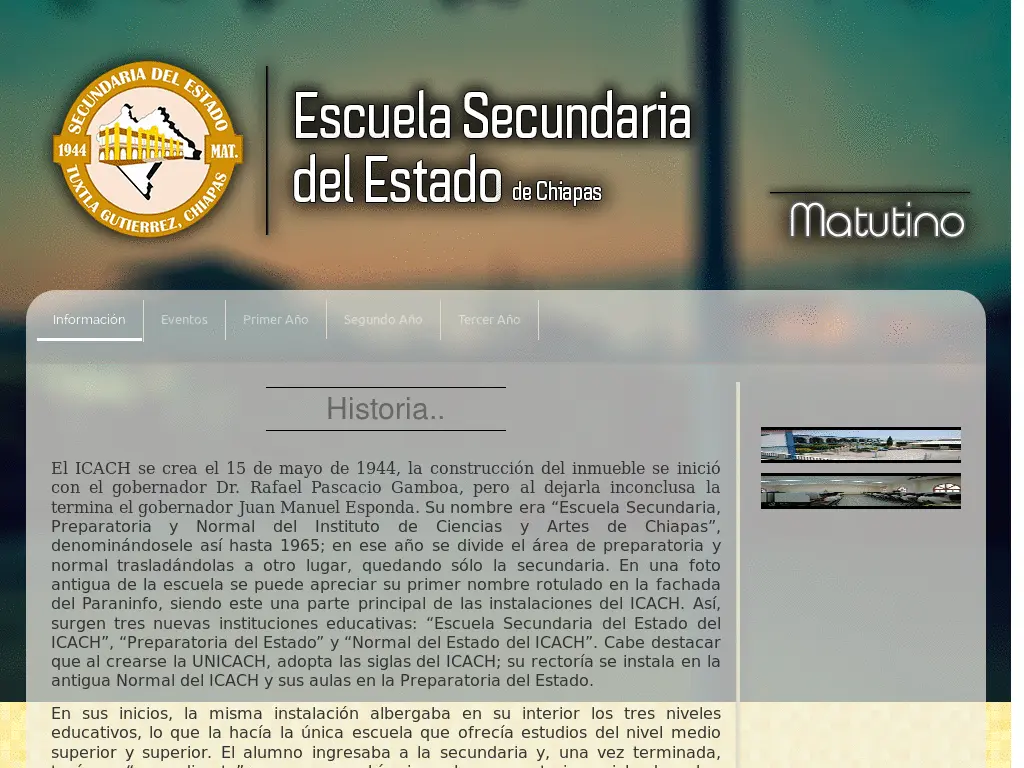 SECUNDARIA DEL ESTADO
1944 MAT.
TUXTLA GUTIERREZ, CHIAPAS
Escuela Secundaria
del Estado de Chiapas
Matutino
Información Eventos Primer Año Segundo Año Tercer Año
Historia..
El ICACH se crea el 15 de mayo de 1944, la construcción del inmueble se inició
con el gobernador Dr. Rafael Pascacio Gamboa, pero al dejarla inconclusa la
termina el gobernador Juan Manuel Esponda. Su nombre era “Escuela Secundaria,
Preparatoria y Normal del Instituto de Ciencias y Artes de Chiapas”,
denominándosele así hasta 1965; en ese año se divide el área de preparatoria y
normal trasladándolas a otro lugar, quedando sólo la secundaria. En una foto
antigua de la escuela se puede apreciar su primer nombre rotulado en la fachada
del Paraninfo, siendo este una parte principal de las instalaciones del ICACH. Así,
surgen tres nuevas instituciones educativas: “Escuela Secundaria del Estado del
ICACH”, “Preparatoria del Estado” y “Normal del Estado del ICACH”. Cabe destacar
que al crearse la UNICACH, adopta las siglas del ICACH; su rectoría se instala en la
antigua Normal del ICACH y sus aulas en la Preparatoria del Estado.
En sus inicios, la misma instalación albergaba en su interior los tres niveles
educativos, lo que la hacía la única escuela que ofrecía estudios del nivel medio
superior y superior. El alumno ingresaba a la secundaria y, una vez terminada,